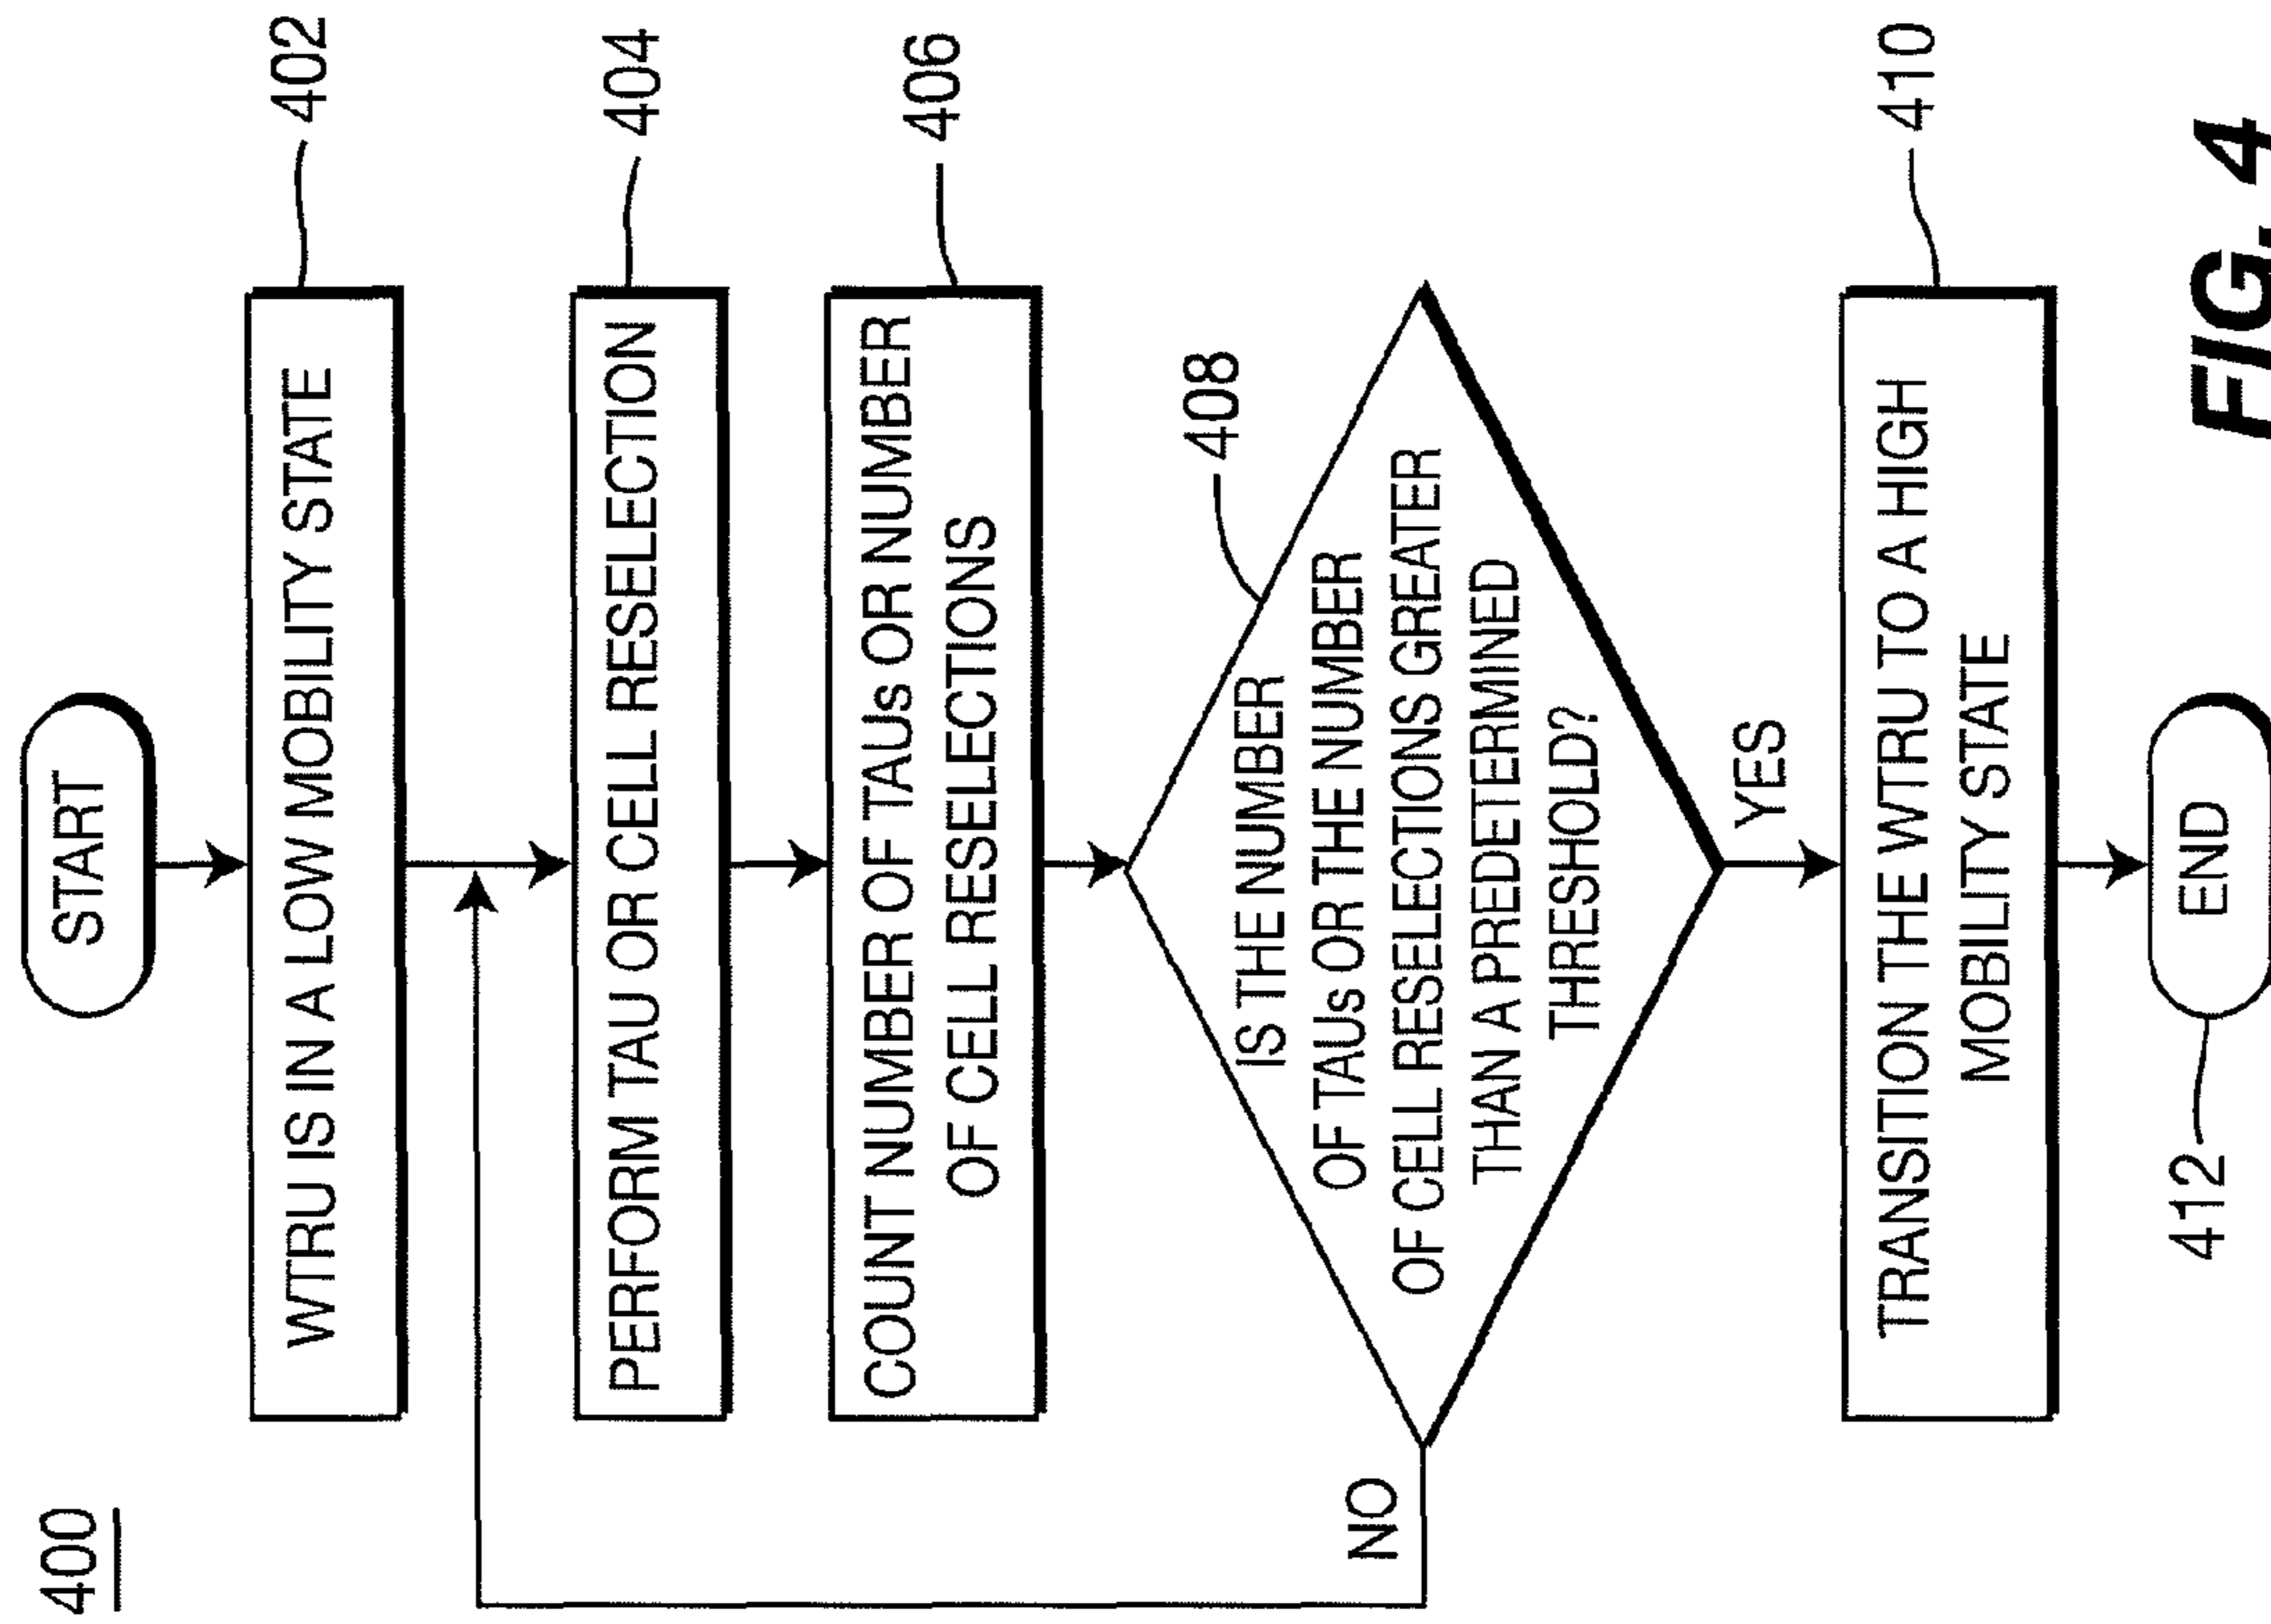 400
START
WTRU IS IN A LOW MOBILITY STATE
402
PERFORM TAU OR CELL RESELECTION
404
COUNT NUMBER OF TAUs OR NUMBER
OF CELL RESELECTIONS
406
IS THE NUMBER
OF TAUs OR THE NUMBER
OF CELL RESELECTIONS GREATER
THAN A PREDETERMINED
THRESHOLD?
408
NO
YES
TRANSITION THE WTRU TO A HIGH
MOBILITY STATE
410
END
412
FIG. 4